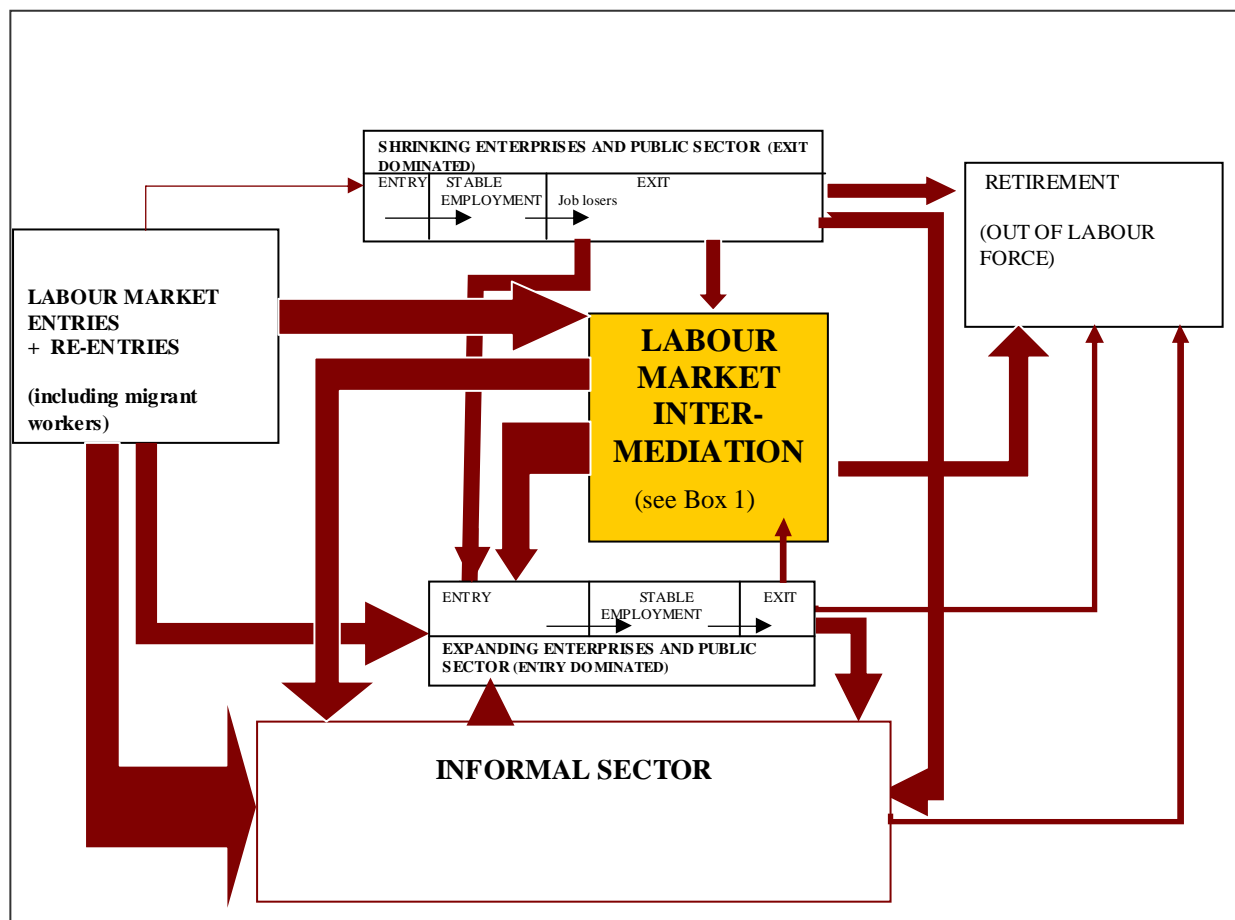 SHRINKING ENTERPRISES AND PUBLIC SECTOR (EXIT
DOMINATED)
ENTRY
STABLE
EMPLOYMENT
EXIT
Job losers
RETIREMENT
(OUT OF LABOUR
FORCE)
LABOUR MARKET
ENTRIES
+ RE-ENTRIES
(including migrant
workers)
LABOUR
MARKET
INTER-
MEDIATION
(see Box 1)
ENTRY
STABLE
EMPLOYMENT
EXIT
EXPANDING ENTERPRISES AND PUBLIC
SECTOR (ENTRY DOMINATED)
INFORMAL SECTOR